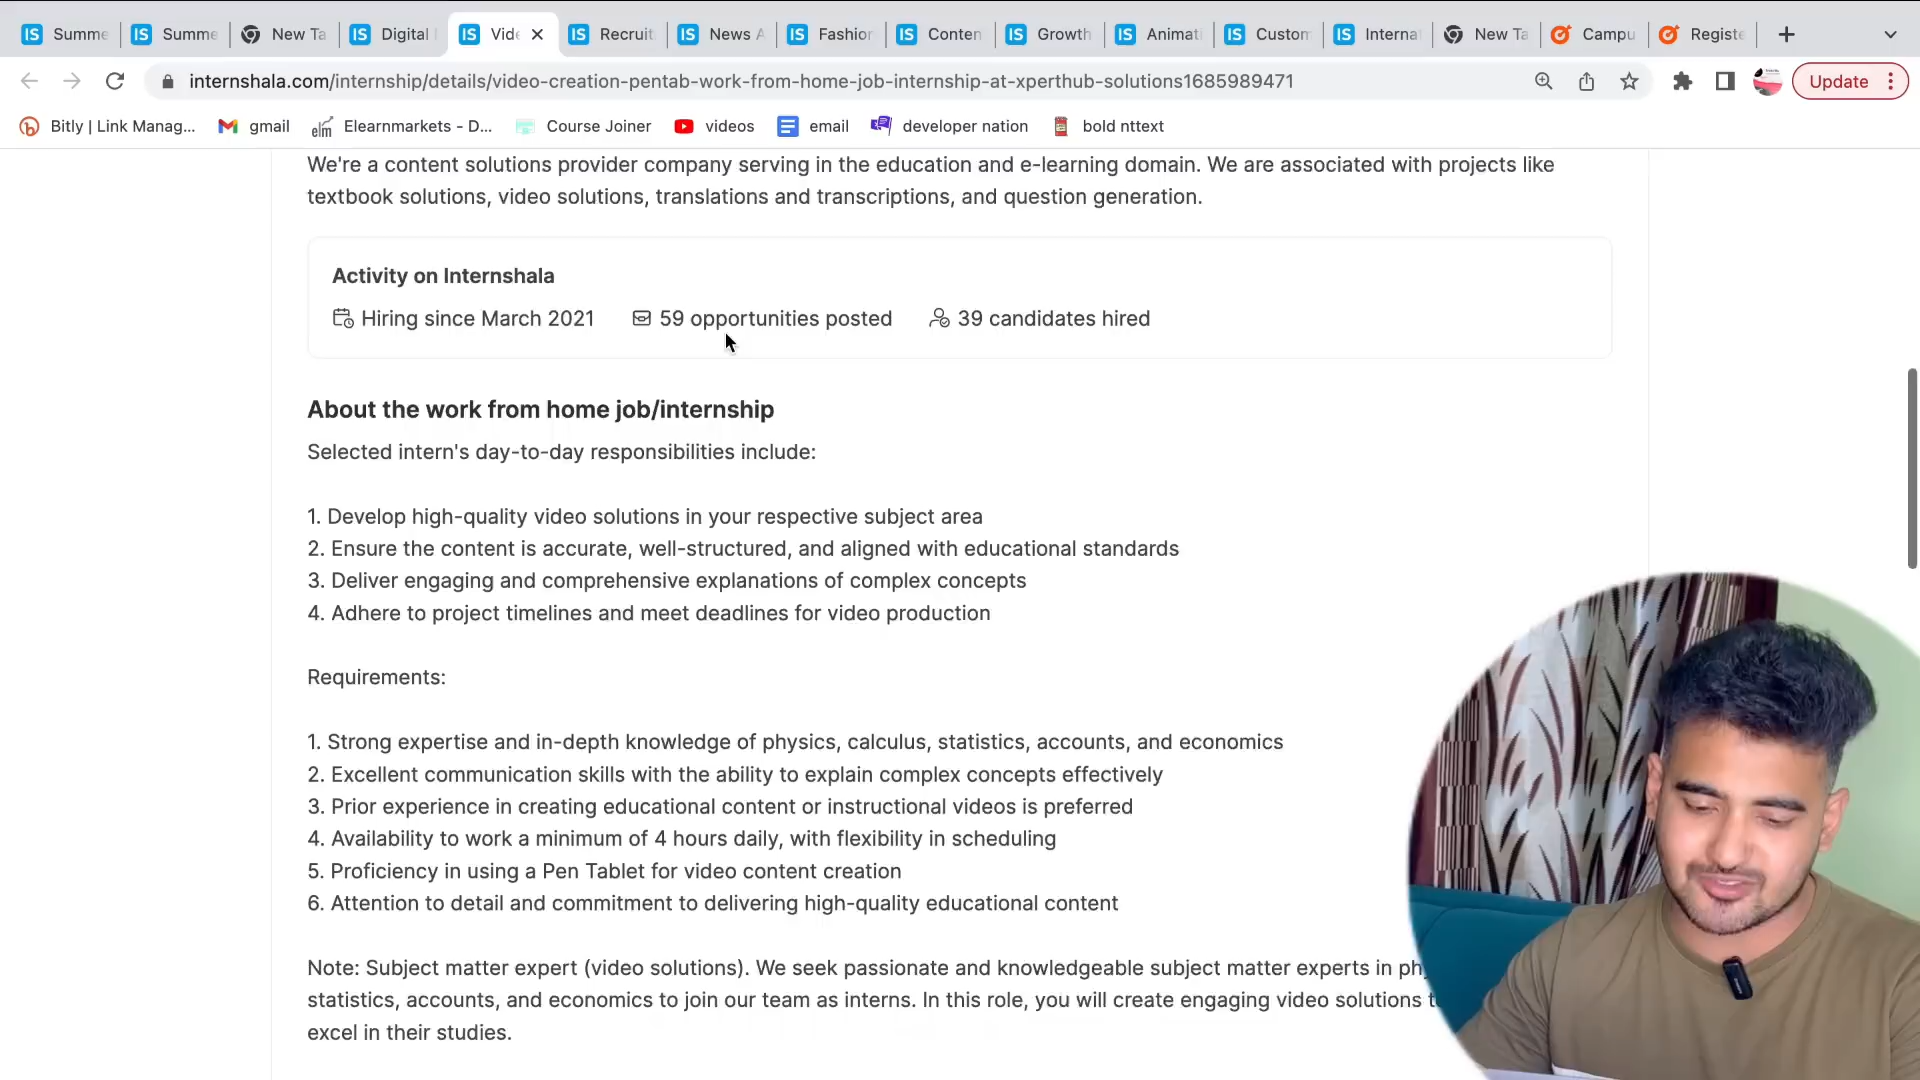 Summe
Summe
New Ta
Digital
Vide
Recruit
News A
Fashion
Conten
Growth
Animati
Custom
Interna
New Ta
Campu
Registe
internshala.com/internship/details/video-creation-pentab-work-from-home-job-internship-at-xperthub-solutions1685989471
Update
Bitly | Link Manag...
gmail
Elearnmarkets - D...
Course Joiner
videos
email
developer nation
bold nttext
We're a content solutions provider company serving in the education and e-learning domain. We are associated with projects like
textbook solutions, video solutions, translations and transcriptions, and question generation.
Activity on Internshala
Hiring since March 2021
59 opportunities posted
39 candidates hired
About the work from home job/internship
Selected intern's day-to-day responsibilities include:
1. Develop high-quality video solutions in your respective subject area
2. Ensure the content is accurate, well-structured, and aligned with educational standards
3. Deliver engaging and comprehensive explanations of complex concepts
4. Adhere to project timelines and meet deadlines for video production
Requirements:
1. Strong expertise and in-depth knowledge of physics, calculus, statistics, accounts, and economics
2. Excellent communication skills with the ability to explain complex concepts effectively
3. Prior experience in creating educational content or instructional videos is preferred
4. Availability to work a minimum of 4 hours daily, with flexibility in scheduling
5. Proficiency in using a Pen Tablet for video content creation
6. Attention to detail and commitment to delivering high-quality educational content
Note: Subject matter expert (video solutions). We seek passionate and knowledgeable subject matter experts in
statistics, accounts, and economics to join our team as interns. In this role, you will create engaging video solutions
excel in their studies.